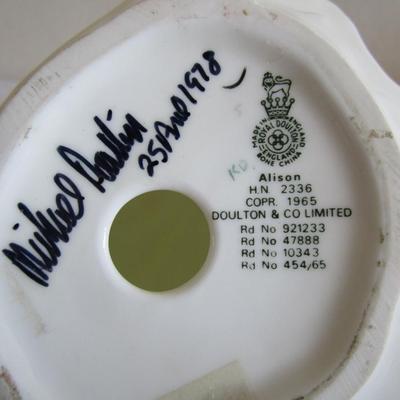 Michael Doulton
25 Aug 1978
MADE IN ENGLAND
ROYAL DOULTON
ENGLAND
BONE CHINA
Alison
H.N. 2336
COPR. 1965
DOULTON & CO LIMITED
Rd No 921233
Rd No 47888
Rd No 10343
Rd No 454/65